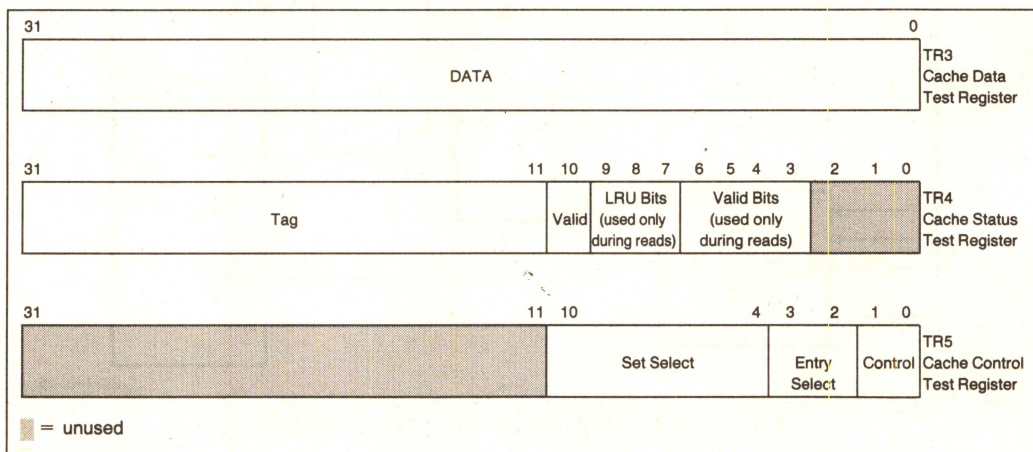 31 0
DATA
TR3
Cache Data
Test Register
31 11 10 9 8 7 6 5 4 3 2 1 0
Tag
Valid
LRU Bits
(used only
during reads)
Valid Bits
(used only
during reads)
TR4
Cache Status
Test Register
31 11 10 4 3 2 1 0
Set Select
Entry
Select
Control
TR5
Cache Control
Test Register
= unused